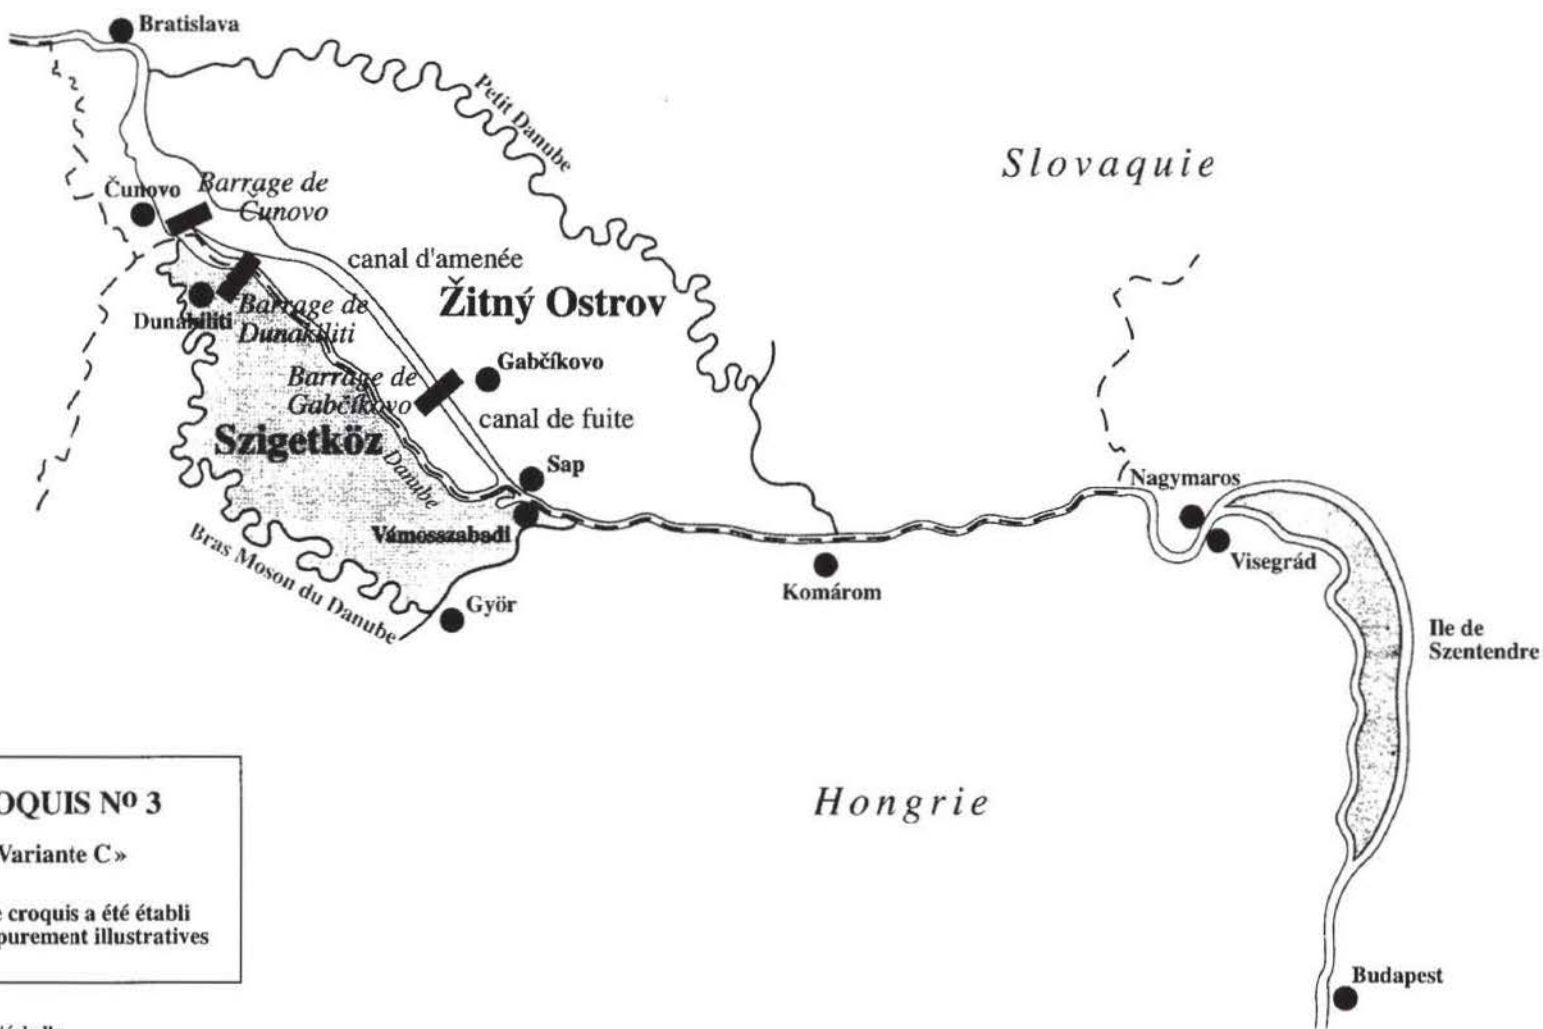 Bratislava
Petit Danube
Slovaquie
Čunovo
Barrage de
Čunovo
canal d'amenée
Žitný Ostrov
Dunakiliti
Barrage de
Dunakiliti
Gabčíkovo
Barrage de
Gabčíkovo
canal de fuite
Szigetköz
Danube
Sap
Nagymaros
Vámosszabadi
Visegrád
Bras Moson du Danube
Komárom
Györ
Ile de
Szentendre
Hongrie
OQUIS Nº 3
Variante C»
croquis a été établi
purement illustratives
Budapest